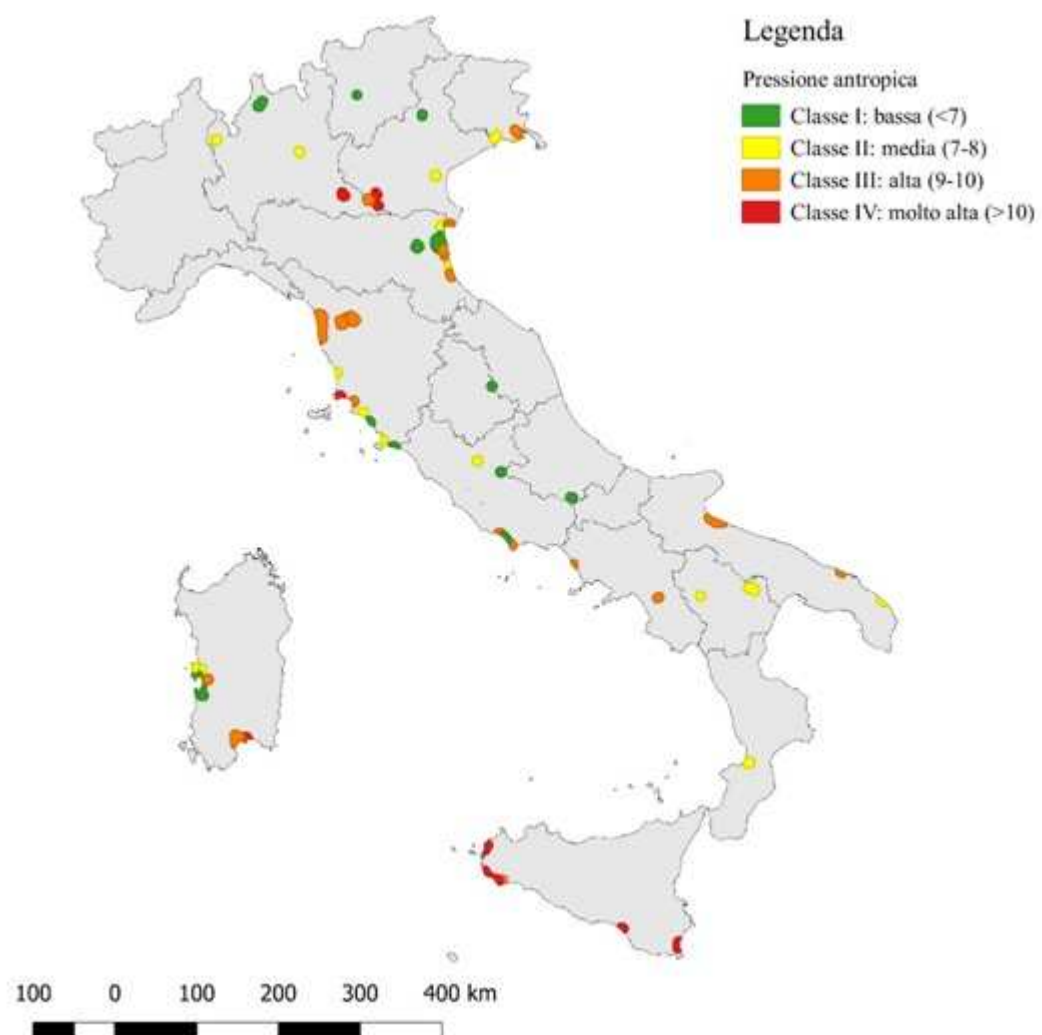 Legenda
Pressione antropica
Classe I: bassa (<7)
Classe II: media (7-8)
Classe III: alta (9-10)
Classe IV: molto alta (>10)
100 0 100 200 300 400 km